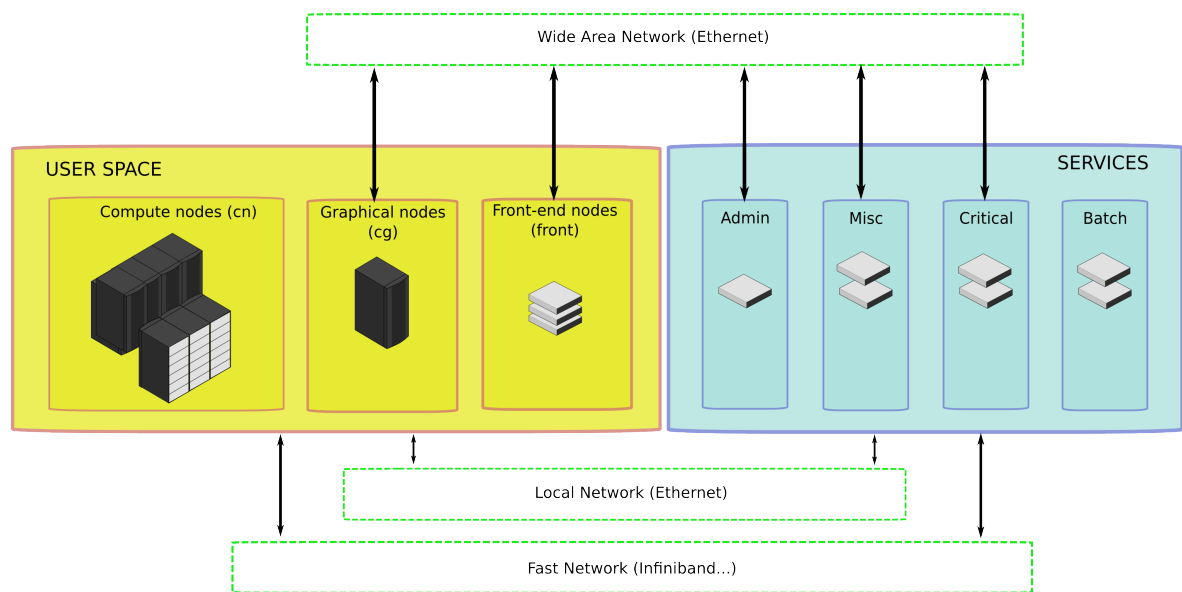 Wide Area Network (Ethernet)
USER SPACE
SERVICES
Compute nodes (cn)
Graphical nodes
(cg)
Front-end nodes
(front)
Admin
Misc
Critical
Batch
Local Network (Ethernet)
Fast Network (Infiniband...)